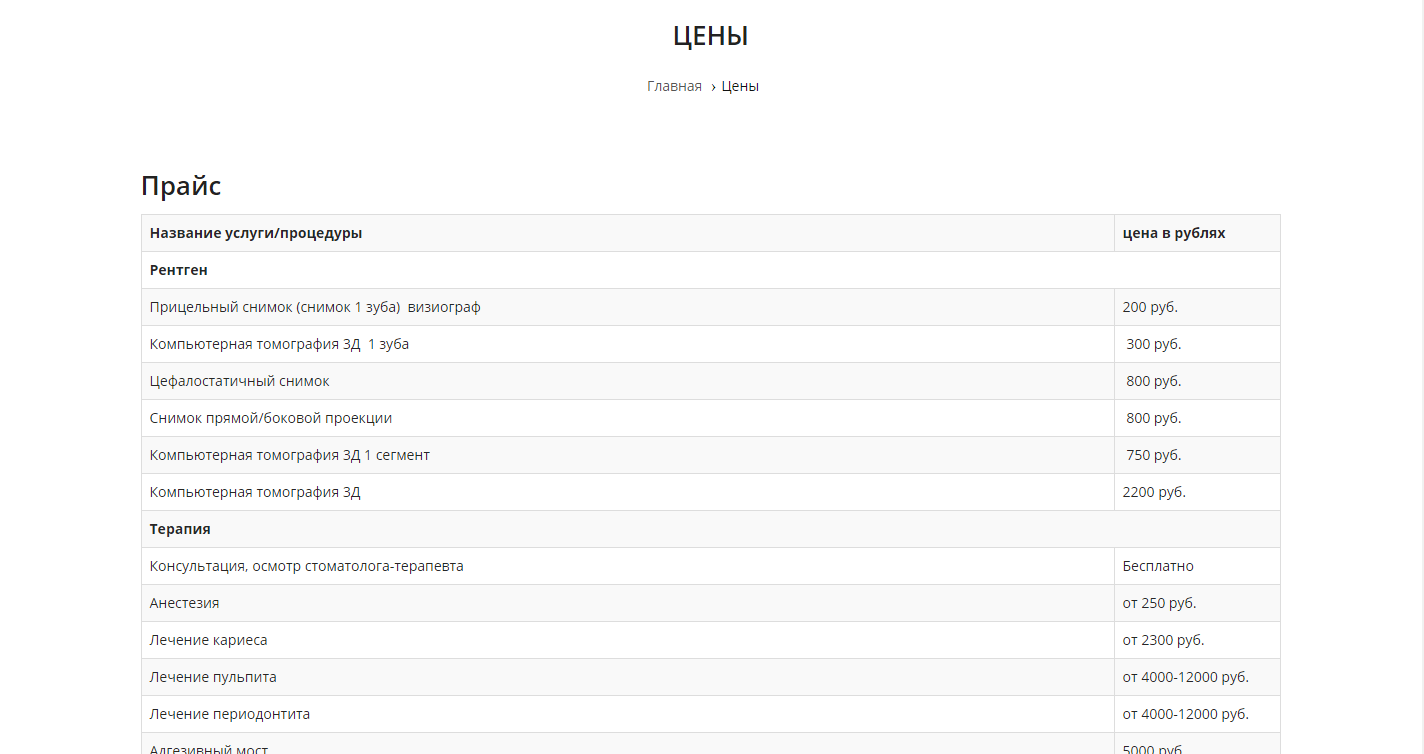 ЦЕНЫ
Главная › Цены
Прайс
Название услуги/процедуры цена в рублях
Рентген
Прицельный снимок (снимок 1 зуба) визиограф 200 руб.
Компьютерная томография 3Д 1 зуба 300 руб.
Цефалостатичный снимок 800 руб.
Снимок прямой/боковой проекции 800 руб.
Компьютерная томография 3Д 1 сегмент 750 руб.
Компьютерная томография 3Д 2200 руб.
Терапия
Консультация, осмотр стоматолога-терапевта Бесплатно
Анестезия от 250 руб.
Лечение кариеса от 2300 руб.
Лечение пульпита от 4000-12000 руб.
Лечение периодонтита от 4000-12000 руб.
Адгезивный мост 5000 руб.